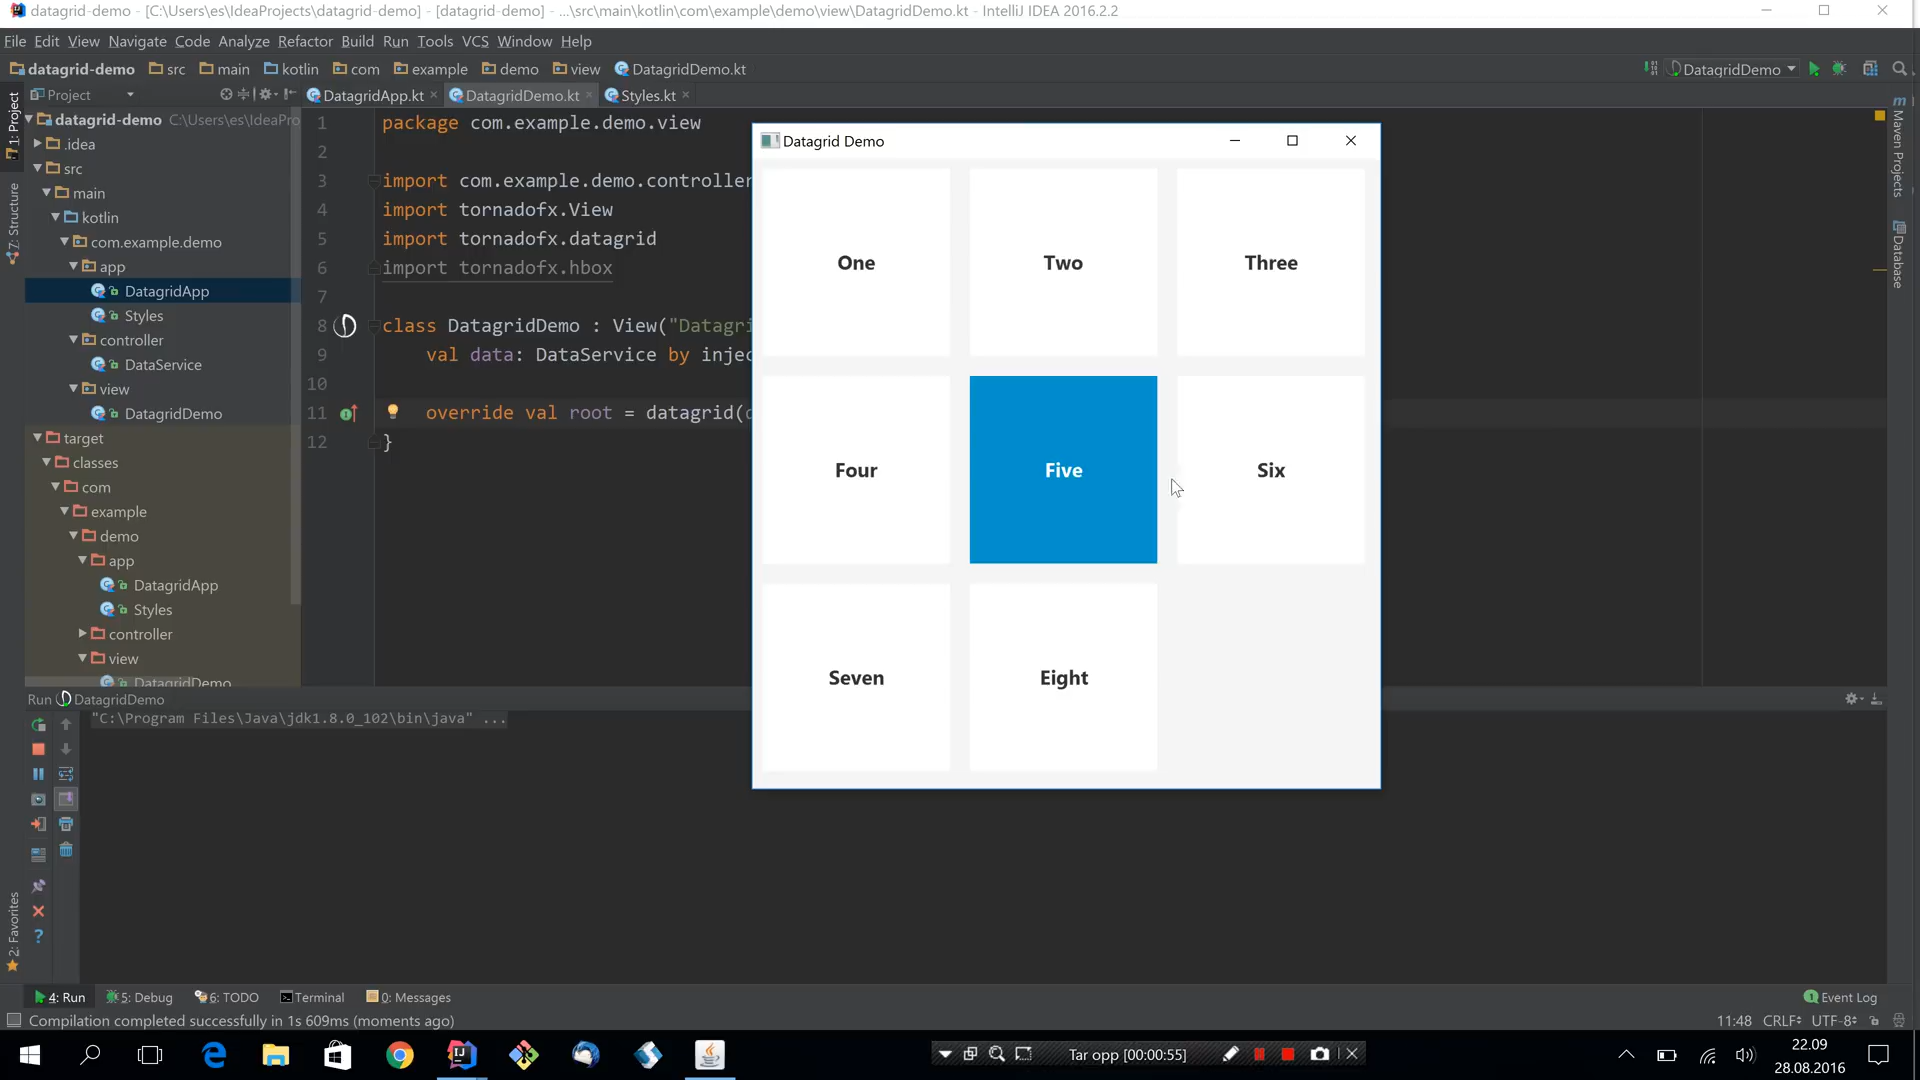 datagrid-demo - [C:\Users\es\IdeaProjects\datagrid-demo] - [datagrid-demo] - ...\src\main\kotlin\com\example\demo\view\DatagridDemo.kt - IntelliJ IDEA 2016.2.2
File Edit View Navigate Code Analyze Refactor Build Run Tools VCS Window Help
datagrid-demo src main kotlin com example demo view DatagridDemo.kt
DatagridDemo
Project
DatagridApp.kt DatagridDemo.kt Styles.kt
1: Project
7: Structure
2: Favorites
datagrid-demo C:\Users\es\IdeaPro
.idea
src
main
kotlin
com.example.demo
app
DatagridApp
Styles
controller
DataService
view
DatagridDemo
target
classes
com
example
demo
app
DatagridApp
Styles
controller
view
DatagridDemo
1 package com.example.demo.view
2
3 import com.example.demo.controller
4 import tornadofx.View
5 import tornadofx.datagrid
6 import tornadofx.hbox
7
8 class DatagridDemo : View("Datagri
9 val data: DataService by injec
10
11 override val root = datagrid(d
12 }
Datagrid Demo
One Two Three
Four Five Six
Seven Eight
Maven Projects
Database
Run DatagridDemo
"C:\Program Files\Java\jdk1.8.0_102\bin\java" ...
4: Run 5: Debug 6: TODO Terminal 0: Messages
1 Event Log
Compilation completed successfully in 1s 609ms (moments ago)
11:48 CRLF UTF-8
Tar opp [00:00:55]
22.09
28.08.2016